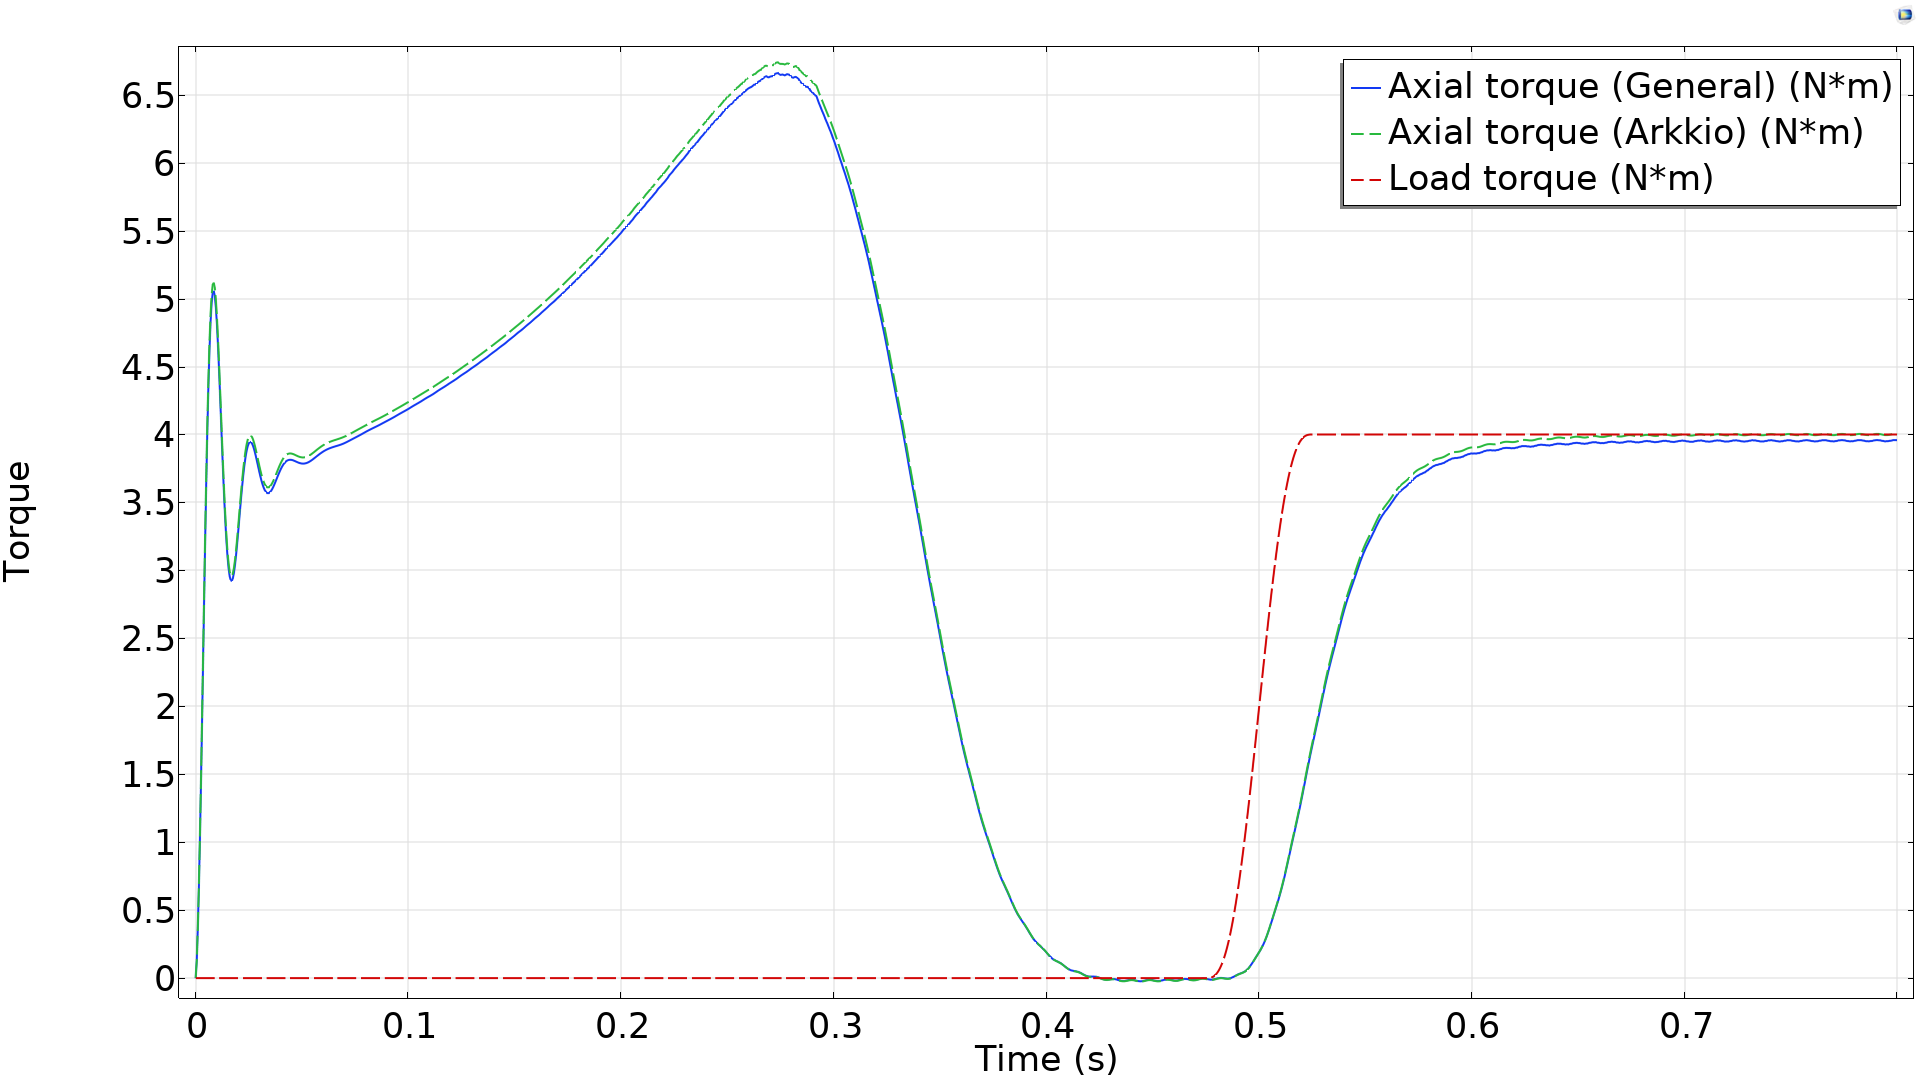 Axial torque (General) (N*m)
Axial torque (Arkkio) (N*m)
Load torque (N*m)
6.5
6
5.5
5
4.5
4
3.5
3
2.5
2
1.5
1
0.5
0
Torque
0 0.1 0.2 0.3 0.4 0.5 0.6 0.7
Time (s)